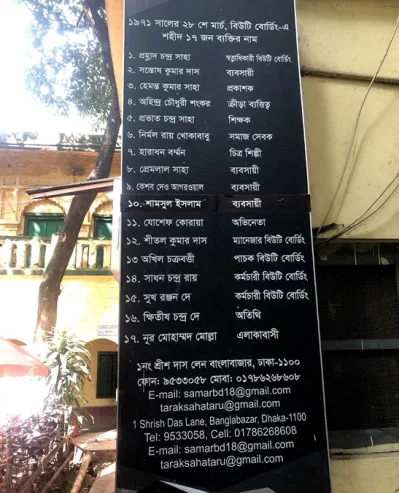 ১৯৭১ সালের ২৮ শে মার্চ, বিউটি বোর্ডিং-এ
শহীদ ১৭ জন ব্যক্তির নাম
১. প্রহ্লাদ চন্দ্র সাহা স্বত্বাধিকারী বিউটি বোর্ডিং
২. সন্তোষ কুমার দাস ব্যবসায়ী
৩. হেমন্ত কুমার সাহা প্রকাশক
৪. অহিন্দ্র চৌধুরী শংকর ক্রীড়া ব্যক্তিত্ব
৫. প্রভাত চন্দ্র সাহা শিক্ষক
৬. নির্মল রায় খোকাবাবু সমাজ সেবক
৭. হারাধন বর্ম্মন চিত্র শিল্পী
৮. প্রেমলাল সাহা ব্যবসায়ী
৯. কেশব দেও আগরওয়াল ব্যবসায়ী
১০. শামসুল ইসলাম ব্যবসায়ী
১১. যোশেফ কোরায়া অভিনেতা
১২. শীতল কুমার দাস ম্যানেজার বিউটি বোর্ডিং
১৩ অখিল চক্রবর্তী পাচক বিউটি বোর্ডিং
১৪. সাধন চন্দ্র রায় কর্মচারী বিউটি বোর্ডিং
১৫. সুখ রঞ্জন দে কর্মচারী বিউটি বোর্ডিং
১৬. ক্ষিতীষ চন্দ্র দে অতিথি
১৭. নুর মোহাম্মদ মোল্লা এলাকাবাসী
১নং শ্রীশ দাস লেন বাংলাবাজার, ঢাকা-১১০০
ফোন: ৯৫৩৩০৫৮ মোবা: ০১৭৮৬২৬৮৬০৮
E-mail: samarbd18@gmail.com
taraksahataru@gmail.com
1 Shrish Das Lane, Banglabazar, Dhaka-1100
Tel: 9533058, Cell: 01786268608
E-mail: samarbd18@gmail.com
taraksahataru@gmail.com